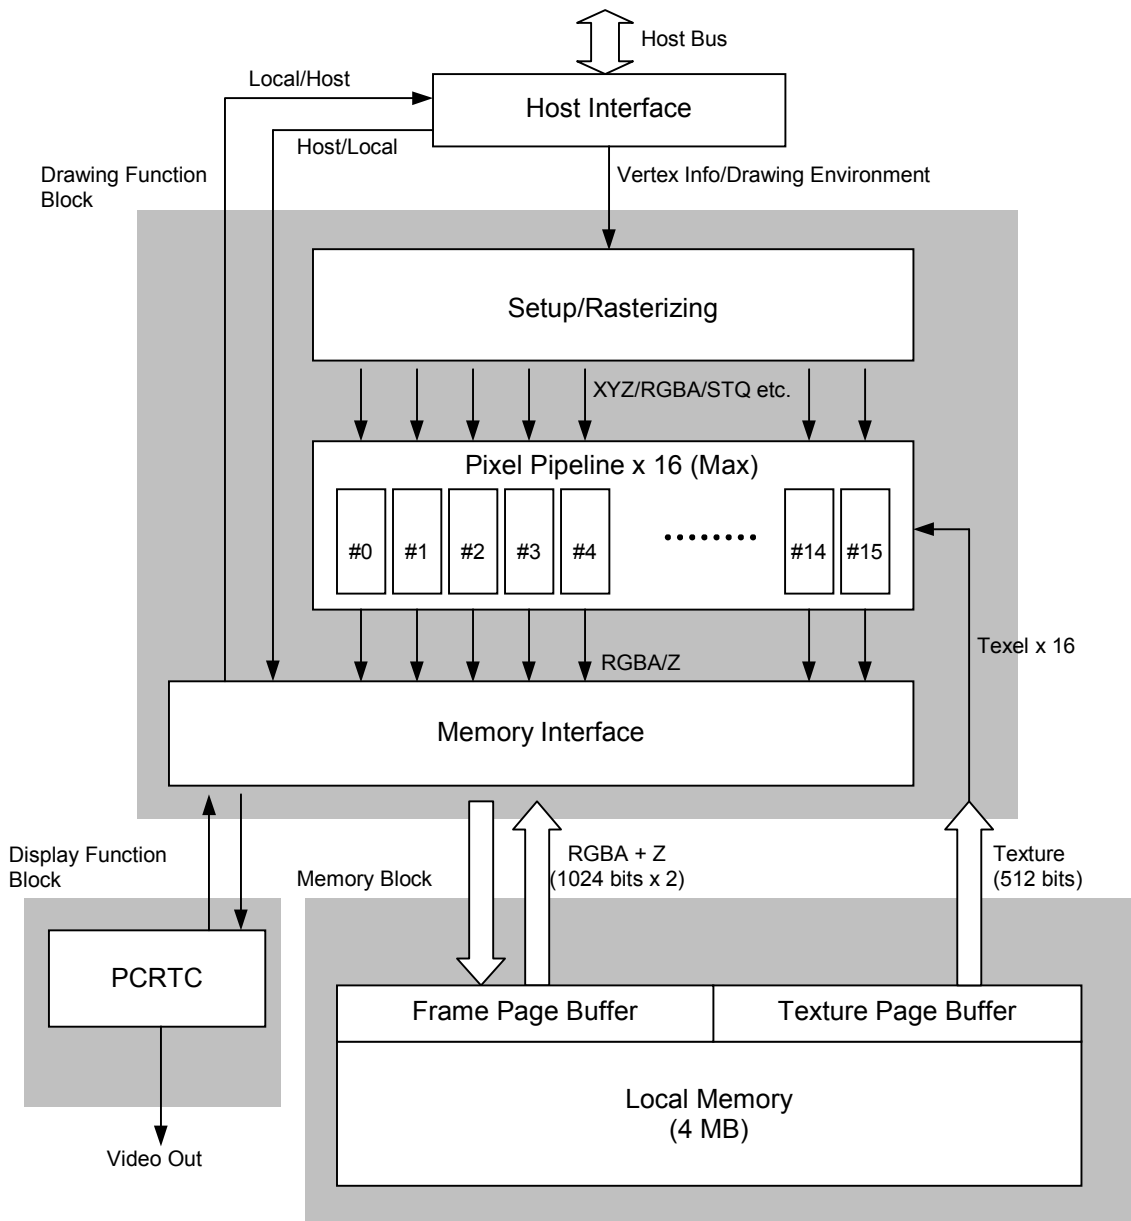 Host Bus
Local/Host
Host Interface
Host/Local
Drawing Function
Block
Vertex Info/Drawing Environment
Setup/Rasterizing
XYZ/RGBA/STQ etc.
Pixel Pipeline x 16 (Max)
#0 #1 #2 #3 #4 ........ #14 #15
RGBA/Z
Texel x 16
Memory Interface
Display Function
Block
Memory Block
RGBA + Z
(1024 bits x 2)
Texture
(512 bits)
PCRTC
Frame Page Buffer
Texture Page Buffer
Local Memory
(4 MB)
Video Out